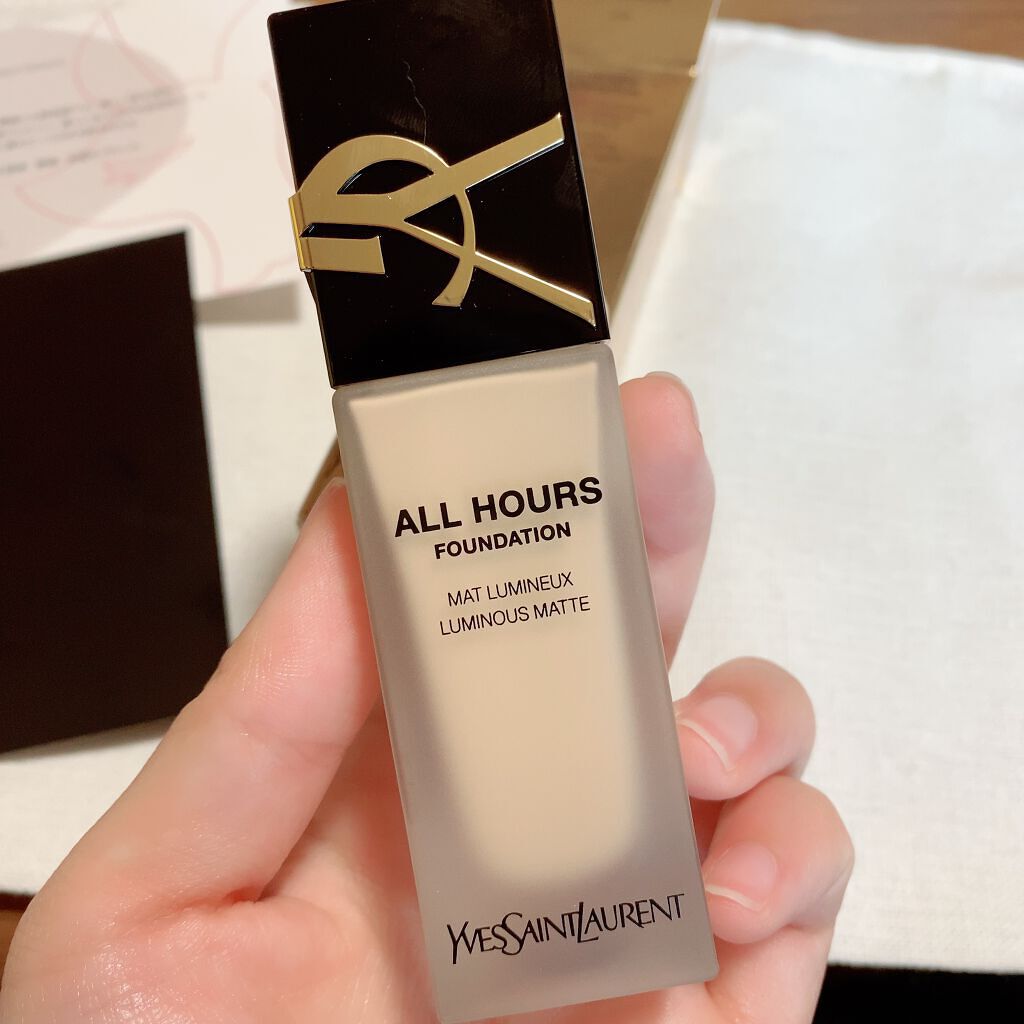 ALL HOURS
FOUNDATION
MAT LUMINEUX
LUMINOUS MATTE
YVESSAINTLAURENT